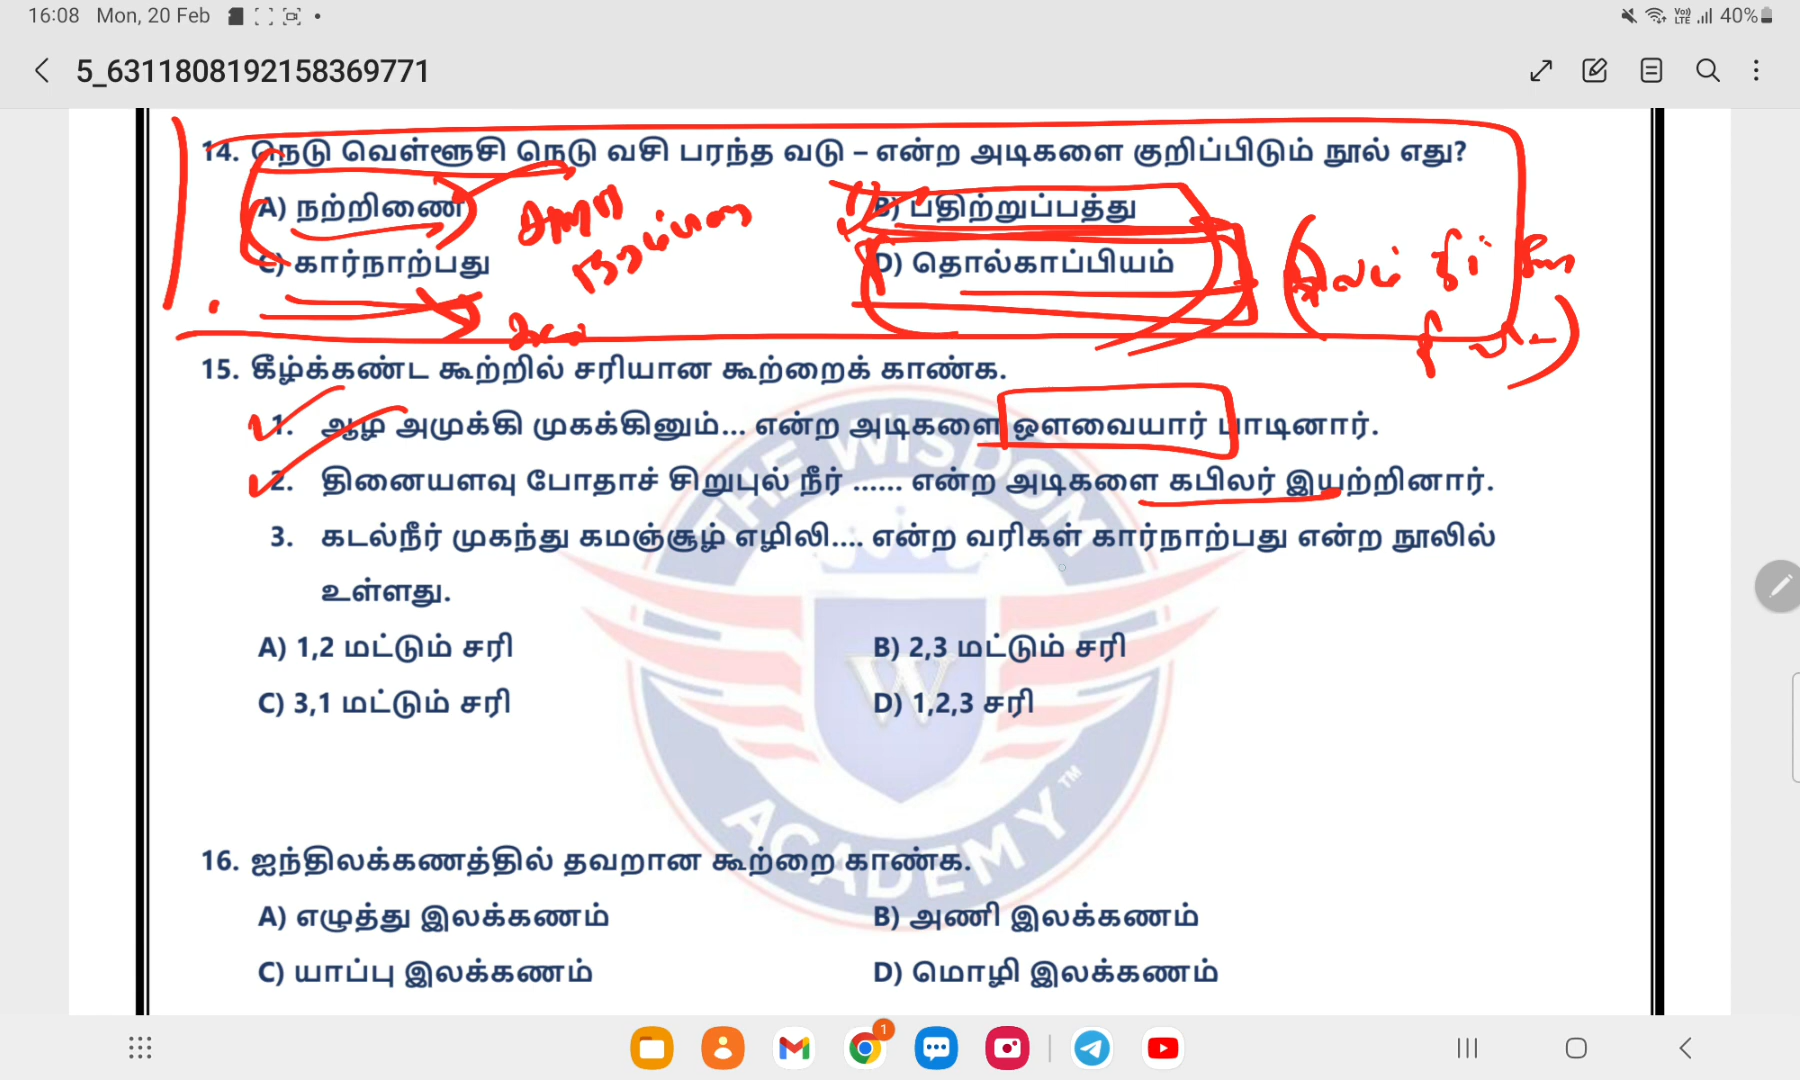 16:08 Mon, 20 Feb
40%
5_6311808192158369771
14. நெடு வெள்ளூசி நெடு வசி பரந்த வடு – என்ற அடிகளை குறிப்பிடும் நூல் எது?
A) நற்றிணை B) பதிற்றுப்பத்து
C) கார்நாற்பது D) தொல்காப்பியம்
15. கீழ்க்கண்ட கூற்றில் சரியான கூற்றைக் காண்க.
1. ஆழ அமுக்கி முகக்கினும்... என்ற அடிகளை ஔவையார் பாடினார்.
2. தினையளவு போதாச் சிறுபுல் நீர் ...... என்ற அடிகளை கபிலர் இயற்றினார்.
3. கடல்நீர் முகந்து கமஞ்சூழ் எழிலி.... என்ற வரிகள் கார்நாற்பது என்ற நூலில்
உள்ளது.
A) 1,2 மட்டும் சரி B) 2,3 மட்டும் சரி
C) 3,1 மட்டும் சரி D) 1,2,3 சரி
16. ஐந்திலக்கணத்தில் தவறான கூற்றை காண்க.
A) எழுத்து இலக்கணம் B) அணி இலக்கணம்
C) யாப்பு இலக்கணம் D) மொழி இலக்கணம்
THE WISDOM
W
ACADEMY™
1